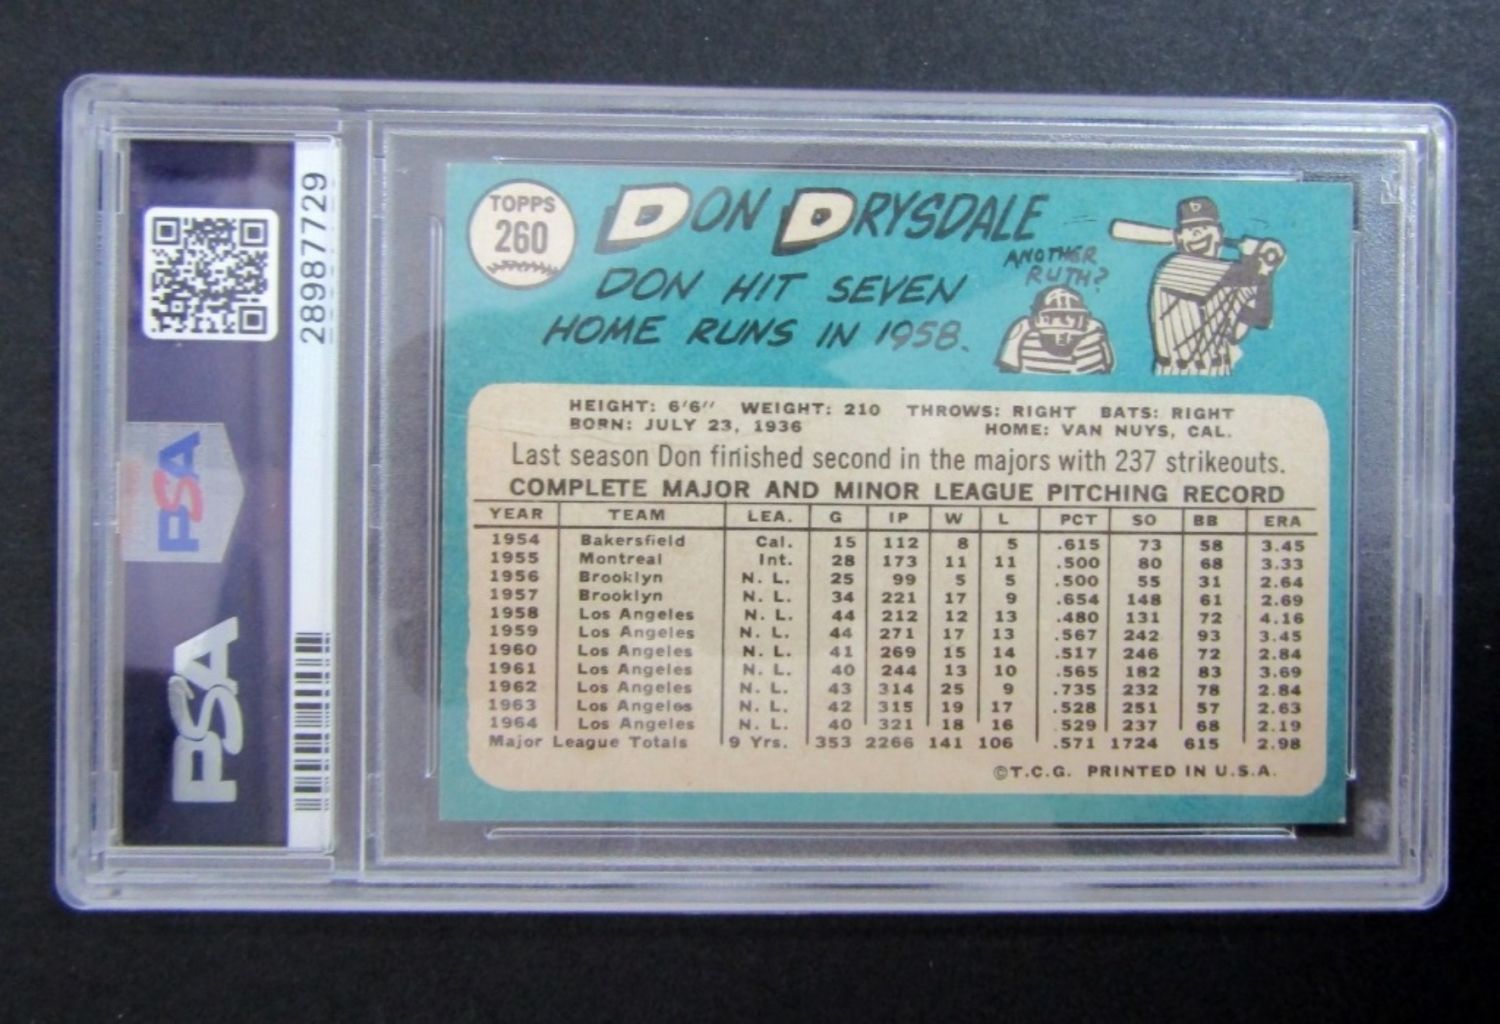 28987729
PSA
PSA
TOPPS
260
DON DRYSDALE
DON HIT SEVEN
HOME RUNS IN 1958.
ANOTHER
RUTH?
HEIGHT: 6'6" WEIGHT: 210 THROWS: RIGHT BATS: RIGHT
BORN: JULY 23, 1936 HOME: VAN NUYS, CAL.
Last season Don finished second in the majors with 237 strikeouts.
COMPLETE MAJOR AND MINOR LEAGUE PITCHING RECORD
YEAR TEAM LEA. G IP W L PCT SO BB ERA
1954 Bakersfield Cal. 15 112 8 5 .615 73 58 3.45
1955 Montreal Int. 28 173 11 11 .500 80 68 3.33
1956 Brooklyn N. L. 25 99 5 5 .500 55 31 2.64
1957 Brooklyn N. L. 34 221 17 9 .654 148 61 2.69
1958 Los Angeles N. L. 44 212 12 13 .480 131 72 4.16
1959 Los Angeles N. L. 44 271 17 13 .567 242 93 3.45
1960 Los Angeles N. L. 41 269 15 14 .517 246 72 2.84
1961 Los Angeles N. L. 40 244 13 10 .565 182 83 3.69
1962 Los Angeles N. L. 43 314 25 9 .735 232 78 2.84
1963 Los Angeles N. L. 42 315 19 17 .528 251 57 2.63
1964 Los Angeles N. L. 40 321 18 16 .529 237 68 2.19
Major League Totals 9 Yrs. 353 2266 141 106 .571 1724 615 2.98
©T.C.G. PRINTED IN U.S.A.